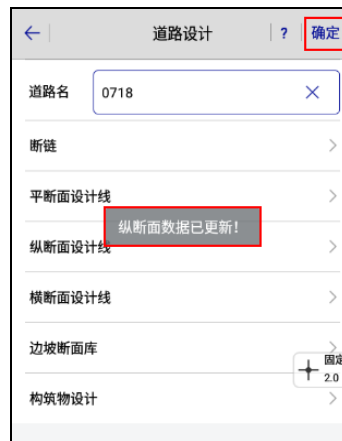 道路设计 ? 确定
道路名 0718
断链
平断面设计线
纵断面数据已更新!
纵断面设计线
横断面设计线
边坡断面库
固定
2.0
构筑物设计